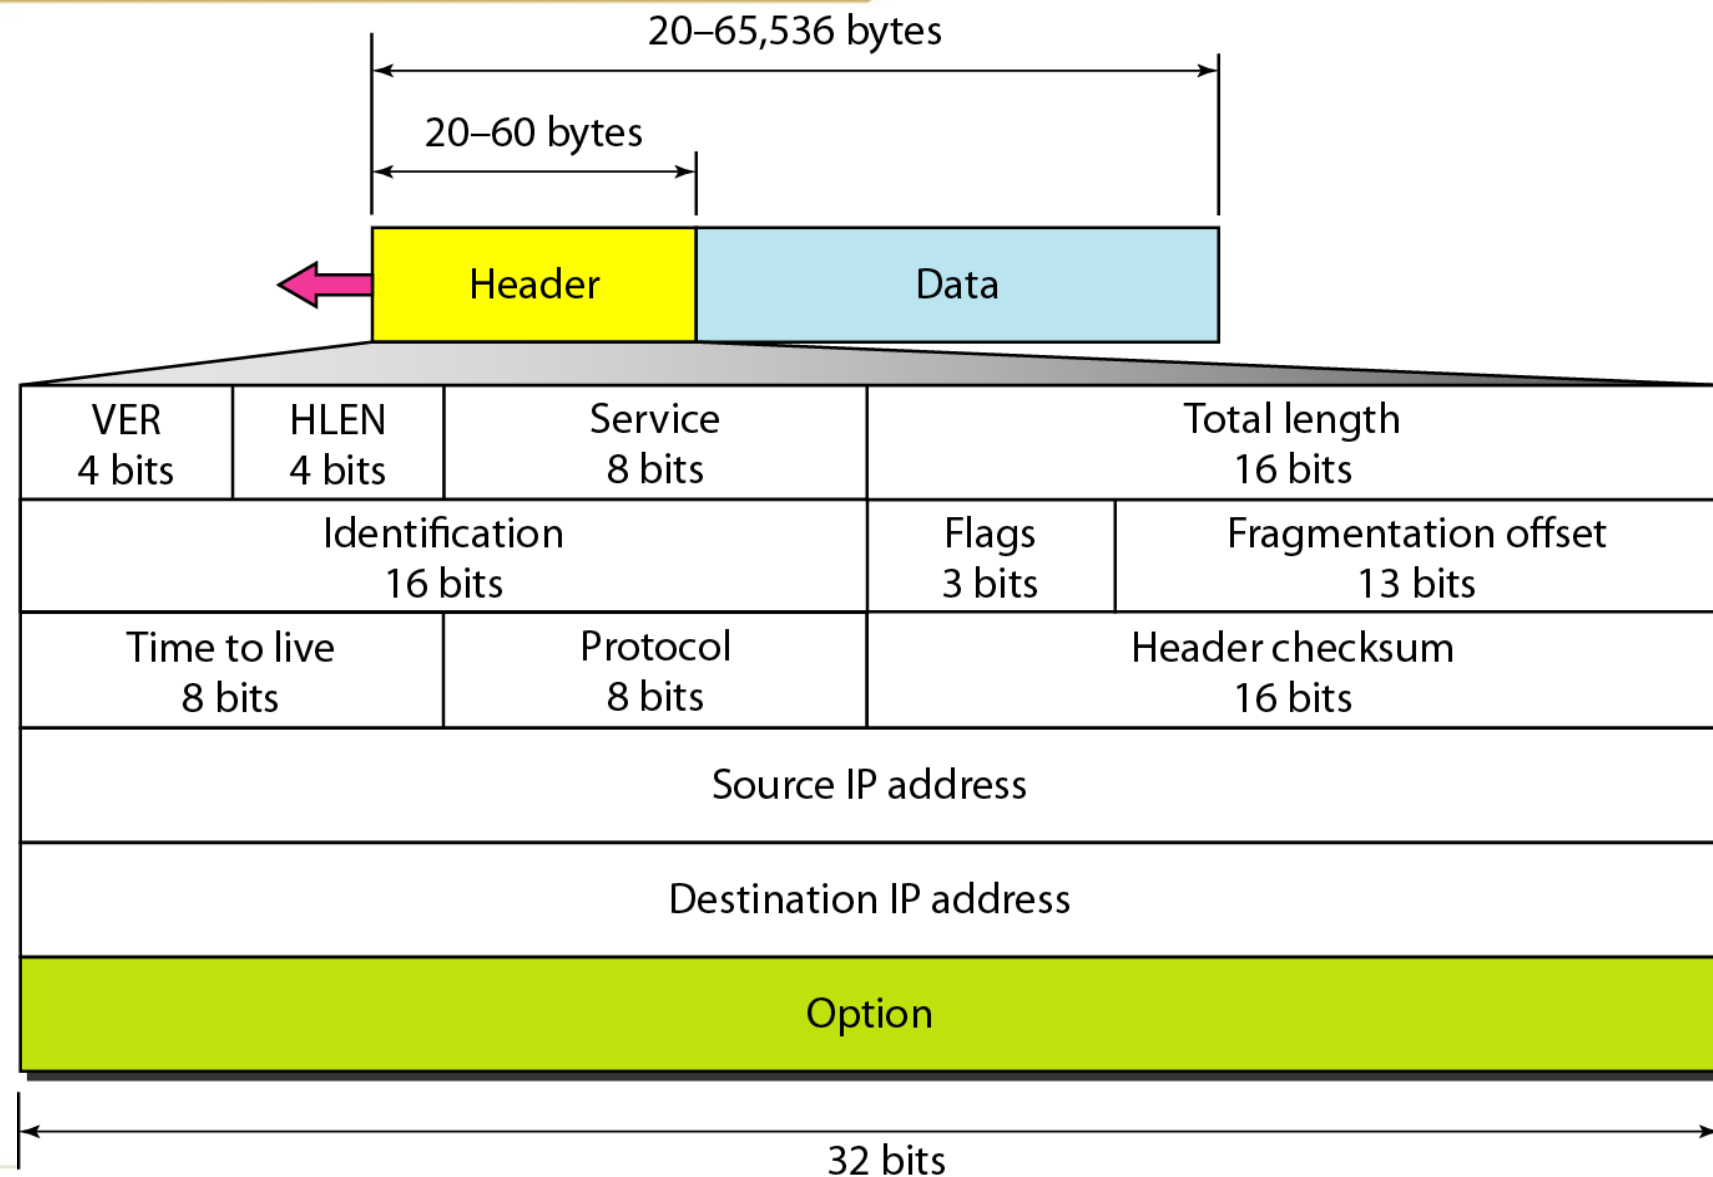 20–65,536 bytes
20–60 bytes
Header
Data
VER
4 bits
HLEN
4 bits
Service
8 bits
Total length
16 bits
Identification
16 bits
Flags
3 bits
Fragmentation offset
13 bits
Time to live
8 bits
Protocol
8 bits
Header checksum
16 bits
Source IP address
Destination IP address
Option
32 bits